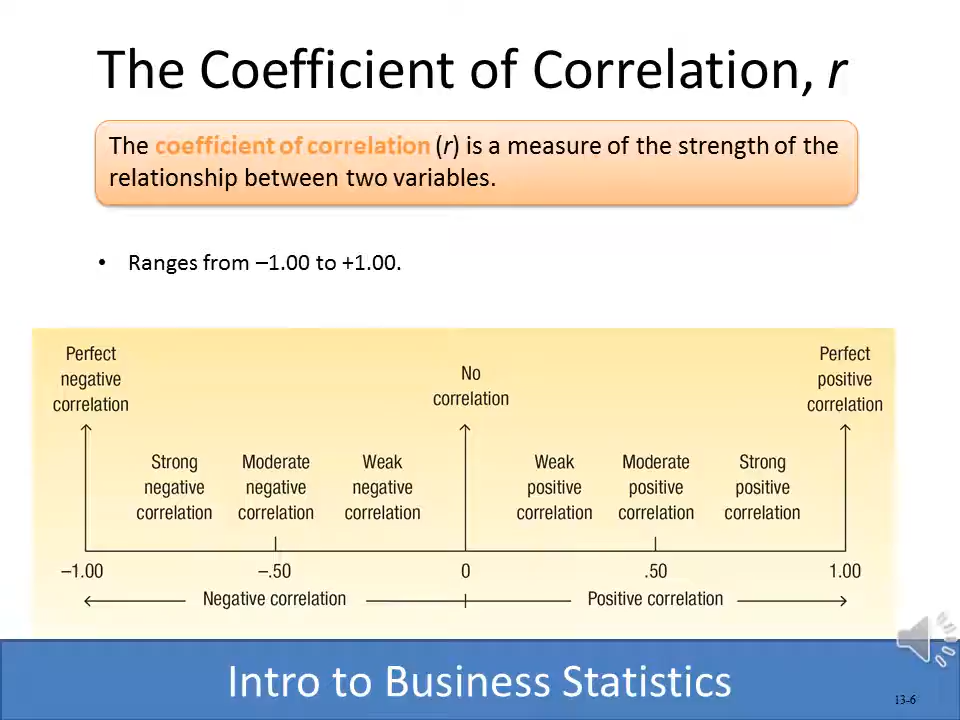 The Coefficient of Correlation, r
The coefficient of correlation (r) is a measure of the strength of the
relationship between two variables.
• Ranges from –1.00 to +1.00.
Perfect
negative
correlation
No
correlation
Perfect
positive
correlation
Strong
negative
correlation
Moderate
negative
correlation
Weak
negative
correlation
Weak
positive
correlation
Moderate
positive
correlation
Strong
positive
correlation
–1.00
–.50
0
.50
1.00
Negative correlation
Positive correlation
Intro to Business Statistics
13-6